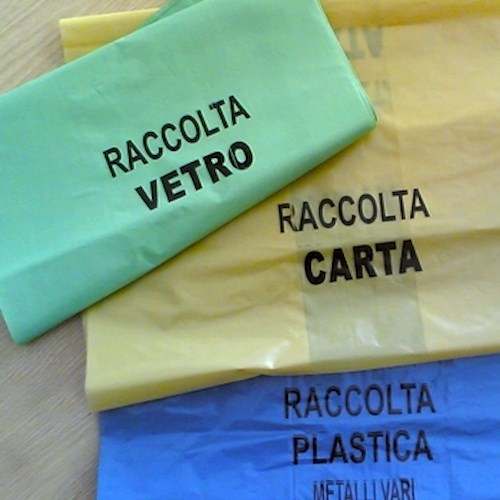 RACCOLTA
VETRO
RACCOLTA
CARTA
RACCOLTA
PLASTICA
METALLI VARI